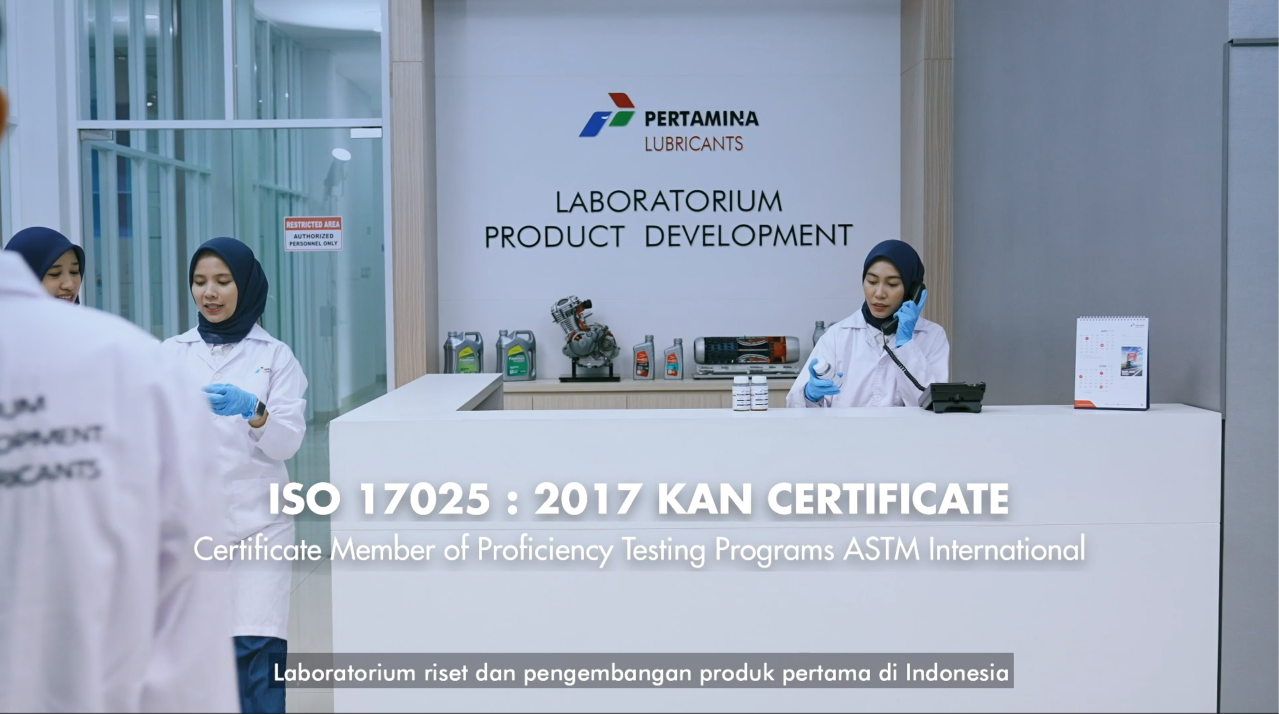 PERTAMINA
LUBRICANTS
LABORATORIUM
PRODUCT DEVELOPMENT
RESTRICTED AREA
AUTHORIZED
PERSONNEL ONLY
ISO 17025 : 2017 KAN CERTIFICATE
Certificate Member of Proficiency Testing Programs ASTM International
Laboratorium riset dan pengembangan produk pertama di Indonesia